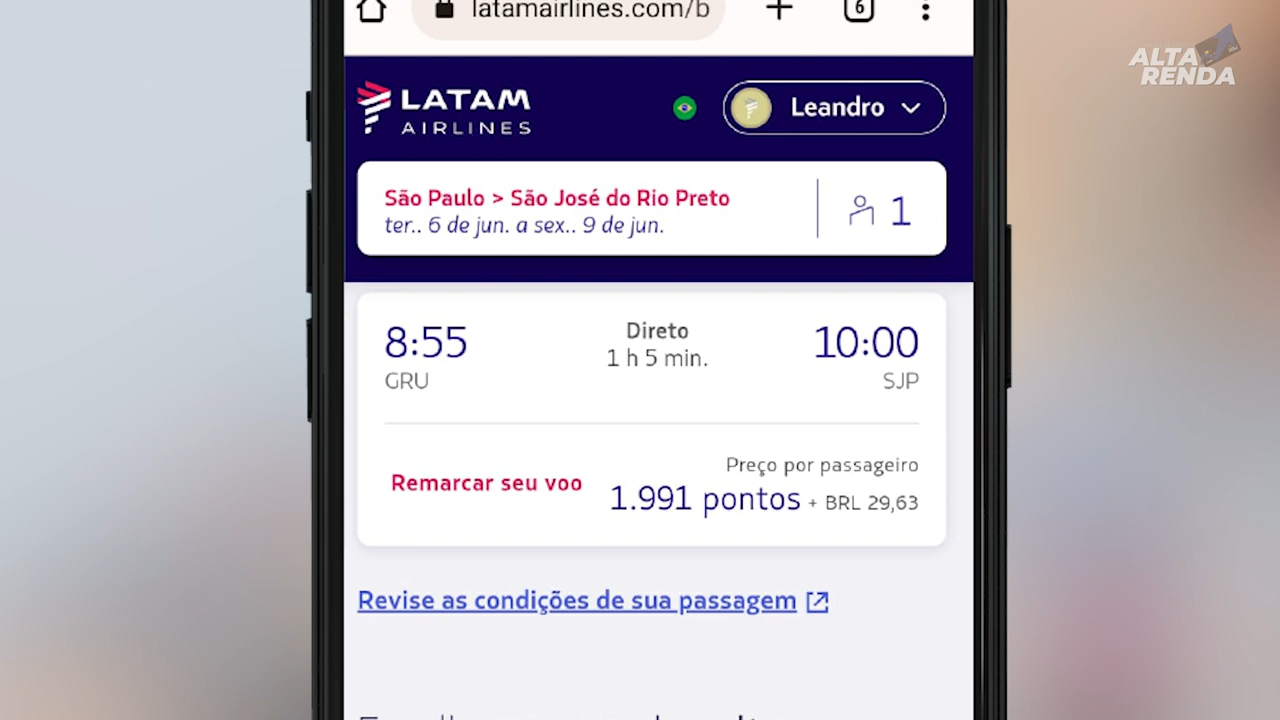 latamairlines.com/b
6
ALTA
RENDA
LATAM
AIRLINES
Leandro
São Paulo > São José do Rio Preto
ter.. 6 de jun. a sex.. 9 de jun.
1
8:55
Direto
10:00
GRU
1 h 5 min.
SJP
Preço por passageiro
Remarcar seu voo
1.991 pontos + BRL 29,63
Revise as condições de sua passagem